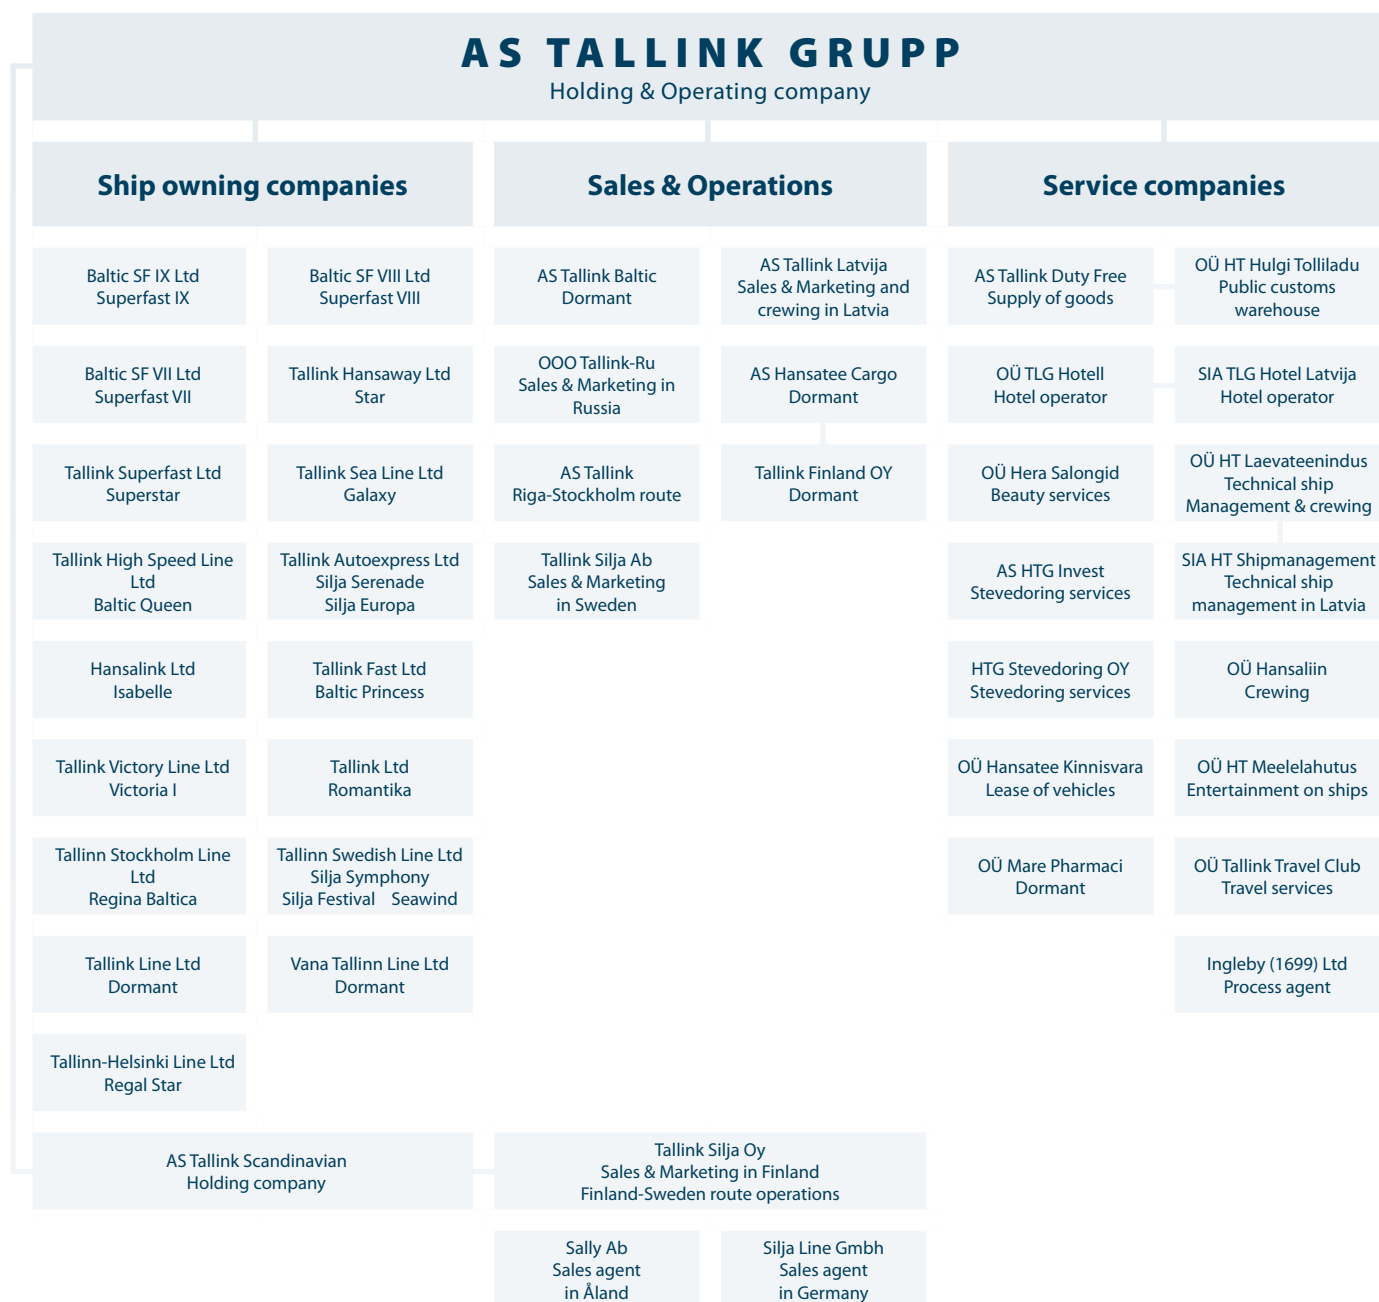 AS TALLINK GRUPP
Holding & Operating company
Ship owning companies
Baltic SF IX Ltd
Superfast IX
Baltic SF VIII Ltd
Superfast VIII
Baltic SF VII Ltd
Superfast VII
Tallink Hansaway Ltd
Star
Tallink Superfast Ltd
Superstar
Tallink Sea Line Ltd
Galaxy
Tallink High Speed Line
Ltd
Baltic Queen
Tallink Autoexpress Ltd
Silja Serenade
Silja Europa
Hansalink Ltd
Isabelle
Tallink Fast Ltd
Baltic Princess
Tallink Victory Line Ltd
Victoria I
Tallink Ltd
Romantika
Tallinn Stockholm Line
Ltd
Regina Baltica
Tallinn Swedish Line Ltd
Silja Symphony
Silja Festival Seawind
Tallink Line Ltd
Dormant
Vana Tallinn Line Ltd
Dormant
Tallinn-Helsinki Line Ltd
Regal Star
Sales & Operations
AS Tallink Baltic
Dormant
AS Tallink Latvija
Sales & Marketing and
crewing in Latvia
OOO Tallink-Ru
Sales & Marketing in
Russia
AS Hansatee Cargo
Dormant
AS Tallink
Riga-Stockholm route
Tallink Finland OY
Dormant
Tallink Silja Ab
Sales & Marketing
in Sweden
Service companies
AS Tallink Duty Free
Supply of goods
OÜ HT Hulgi Tolliladu
Public customs
warehouse
OÜ TLG Hotell
Hotel operator
SIA TLG Hotel Latvija
Hotel operator
OÜ Hera Salongid
Beauty services
OÜ HT Laevateenindus
Technical ship
Management & crewing
AS HTG Invest
Stevedoring services
SIA HT Shipmanagement
Technical ship
management in Latvia
HTG Stevedoring OY
Stevedoring services
OÜ Hansaliin
Crewing
OÜ Hansatee Kinnisvara
Lease of vehicles
OÜ HT Meelelahutus
Entertainment on ships
OÜ Mare Pharmaci
Dormant
OÜ Tallink Travel Club
Travel services
Ingleby (1699) Ltd
Process agent
AS Tallink Scandinavian
Holding company
Tallink Silja Oy
Sales & Marketing in Finland
Finland-Sweden route operations
Sally Ab
Sales agent
in Åland
Silja Line Gmbh
Sales agent
in Germany